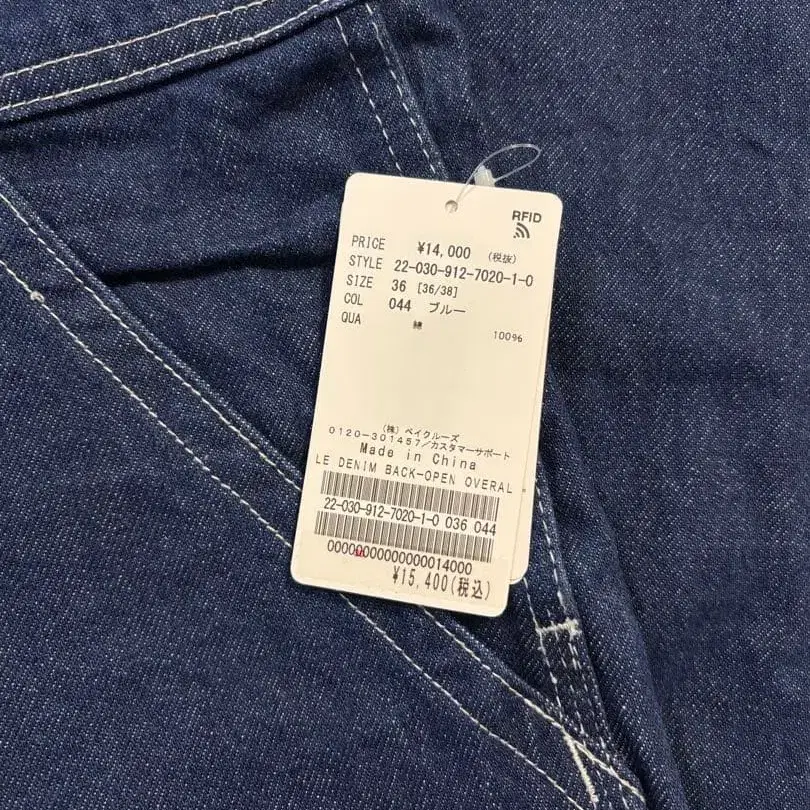 RFID
PRICE ¥14,000 (税抜)
STYLE 22-030-912-7020-1-0
SIZE 36 [36/38]
COL 044 ブルー
QUA 綿 100%
(株) ベイクルーズ
0120-301457/カスタマーサポート
Made in China
LE DENIM BACK-OPEN OVERAL
22-030-912-7020-1-0 036 044
0000000000000000014000
¥15,400(税込)